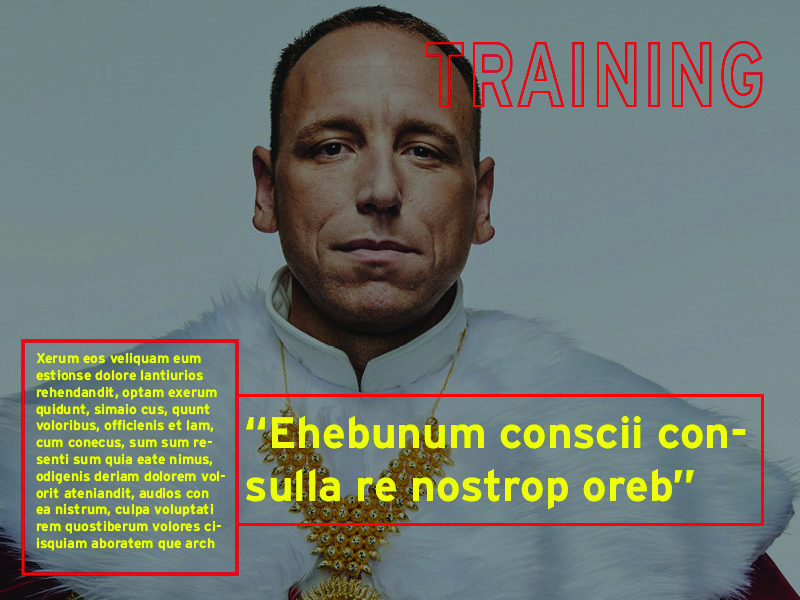 TRAINING
Xerum eos veliquam eum
estionse dolore lantiurios
rehendandit, optam exerum
quidunt, simaio cus, quunt
voloribus, officienis et lam,
cum conecus, sum sum re-
senti sum quia eate nimus,
odigenis deriam dolorem vol-
orit ateniandit, audios con
ea nistrum, culpa voluptati
rem quostiberum volores ci-
isquiam aboratem que arch
“Ehebunum conscii con-
sulla re nostrop oreb”